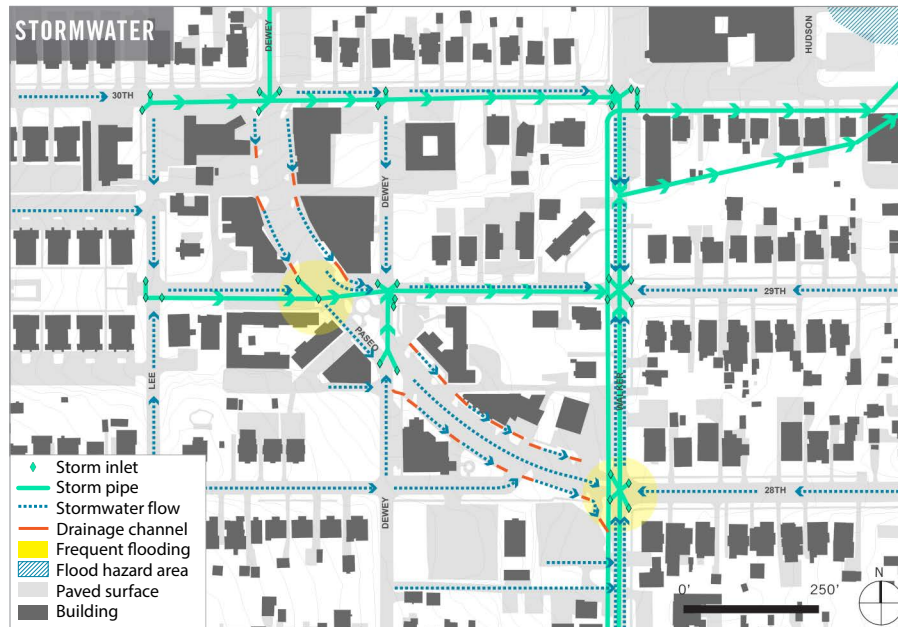 STORMWATER
DEWEY
HUDSON
30TH
DEWEY
29TH
PASEO
LEE
WALKER
28TH
DEWEY
Storm inlet
Storm pipe
Stormwater flow
Drainage channel
Frequent flooding
Flood hazard area
Paved surface
Building
0' 250'
N